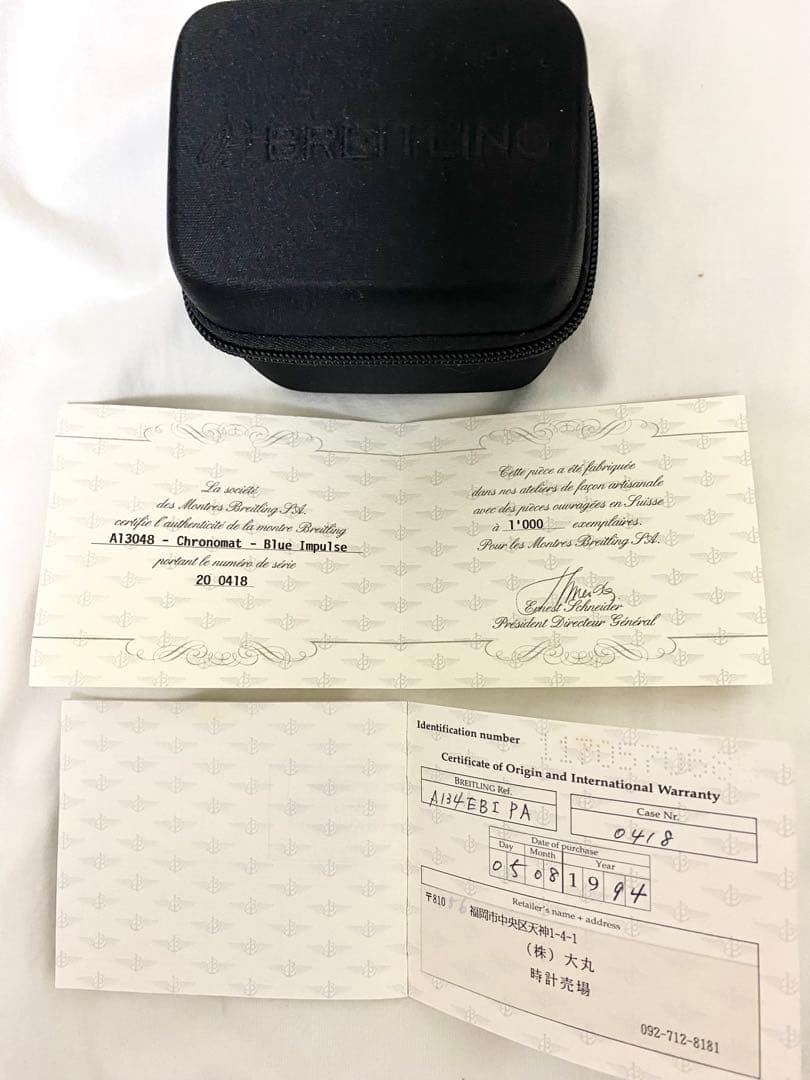 BREITLING
La société
des Montres Breitling S.A.
certifie l'authenticité de la montre Breitling
A13048 - Chronomat - Blue Impulse
portant le numéro de série
20 0418
Cette pièce a été fabriquée
dans nos ateliers de façon artisanale
avec des pièces ouvragées en Suisse
à 1'000 exemplaires.
Pour les Montres Breitling S.A.
Ernest Schneider
Président Directeur Général
Identification number
Certificate of Origin and International Warranty
BREITLING Ref.
A134EBI PA
Case Nr.
0418
Date of purchase
Day Month Year
05 08 1994
Retailer's name + address
〒810
福岡市中央区天神1-4-1
(株) 大丸
時計売場
092-712-8181